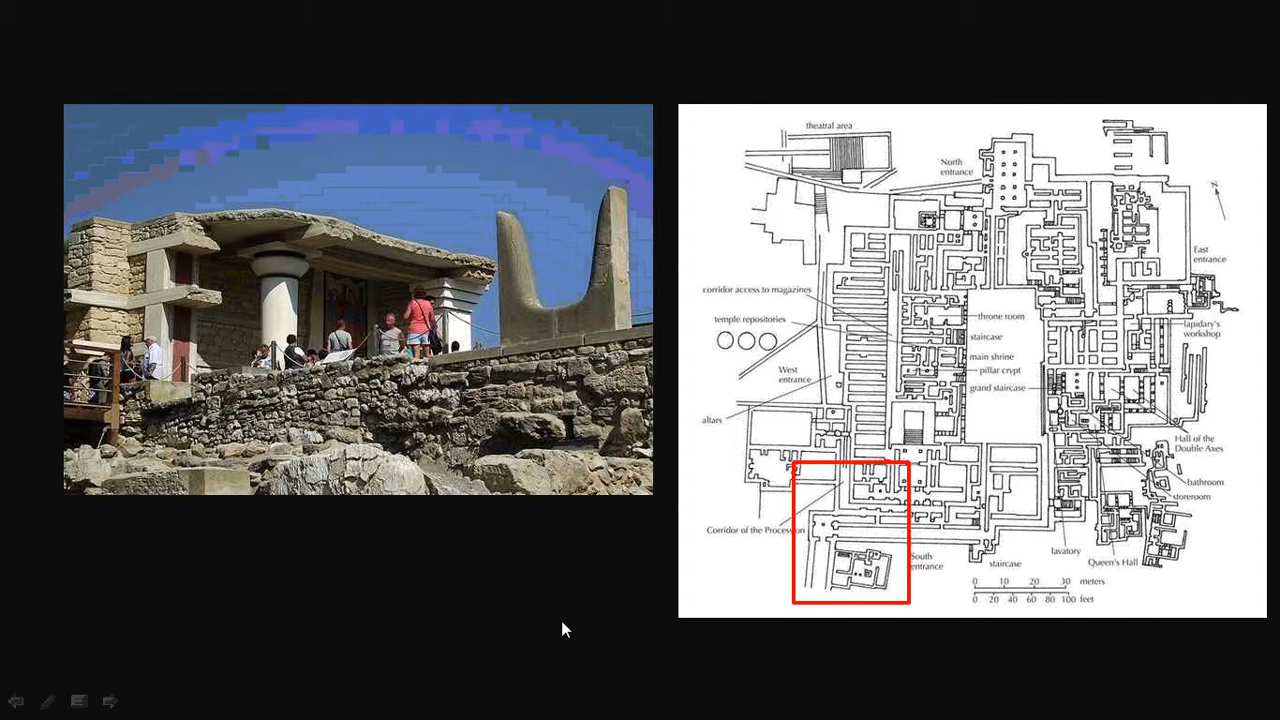 theatral area
North
entrance
N
East
entrance
corridor access to magazines
temple repositories
throne room
staircase
lapidary's
workshop
main shrine
pillar crypt
West
entrance
grand staircase
altars
Hall of the
Double Axes
bathroom
storeroom
Corridor of the Procession
South
entrance
staircase
lavatory
Queen's Hall
0 10 20 30 meters
0 20 40 60 80 100 feet